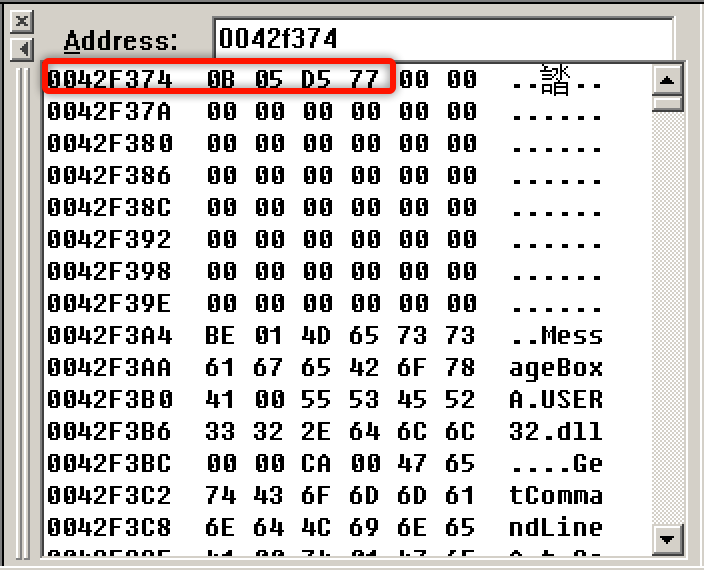 Address: 0042f374
0042F374 0B 05 D5 77 00 00 ..諮..
0042F37A 00 00 00 00 00 00 ......
0042F380 00 00 00 00 00 00 ......
0042F386 00 00 00 00 00 00 ......
0042F38C 00 00 00 00 00 00 ......
0042F392 00 00 00 00 00 00 ......
0042F398 00 00 00 00 00 00 ......
0042F39E 00 00 00 00 00 00 ......
0042F3A4 BE 01 4D 65 73 73 ..Mess
0042F3AA 61 67 65 42 6F 78 ageBox
0042F3B0 41 00 55 53 45 52 A.USER
0042F3B6 33 32 2E 64 6C 6C 32.dll
0042F3BC 00 00 CA 00 47 65 ....Ge
0042F3C2 74 43 6F 6D 6D 61 tComma
0042F3C8 6E 64 4C 69 6E 65 ndLine